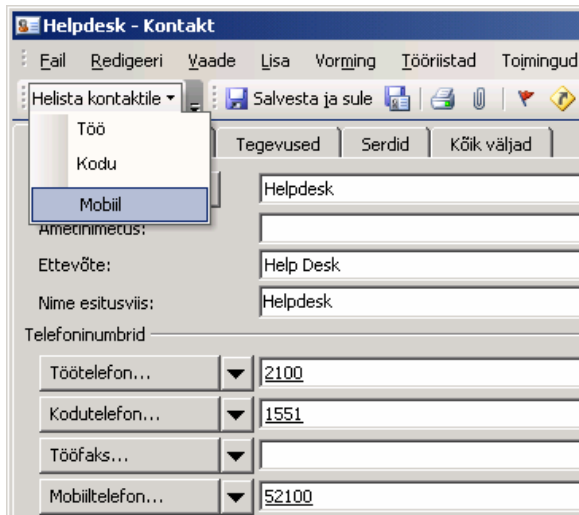 Helpdesk - Kontakt
Fail Redigeeri Vaade Lisa Vorming Tööriistad Toimingud
Helista kontaktile Salvesta ja sule
Töö
Kodu
Mobiil
Tegevused Serdid Kõik väljad
Helpdesk
Ametinimetus:
Ettevõte: Help Desk
Nime esitusviis: Helpdesk
Telefoninumbrid
Töötelefon... 2100
Kodutelefon... 1551
Tööfaks...
Mobiiltelefon... 52100